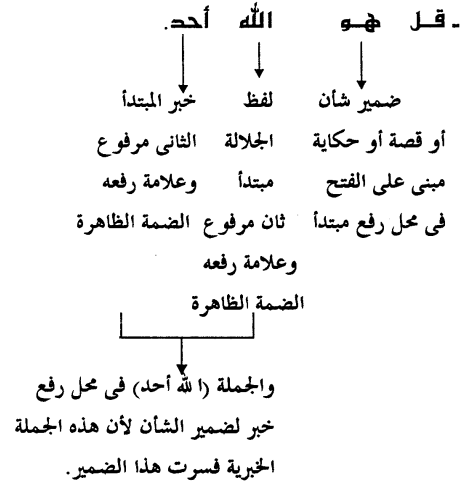 ـ قل هو الله أحد.
ضمير شأن
أو قصة أو حكاية
مبنى على الفتح
فى محل رفع مبتدأ
لفظ
الجلالة
مبتدأ
ثان مرفوع
وعلامة رفعه
الضمة الظاهرة
خبر المبتدأ
الثانى مرفوع
وعلامة رفعه
الضمة الظاهرة
والجملة (الله أحد) فى محل رفع
خبر لضمير الشأن لأن هذه الجملة
الخبرية فسرت هذا الضمير.